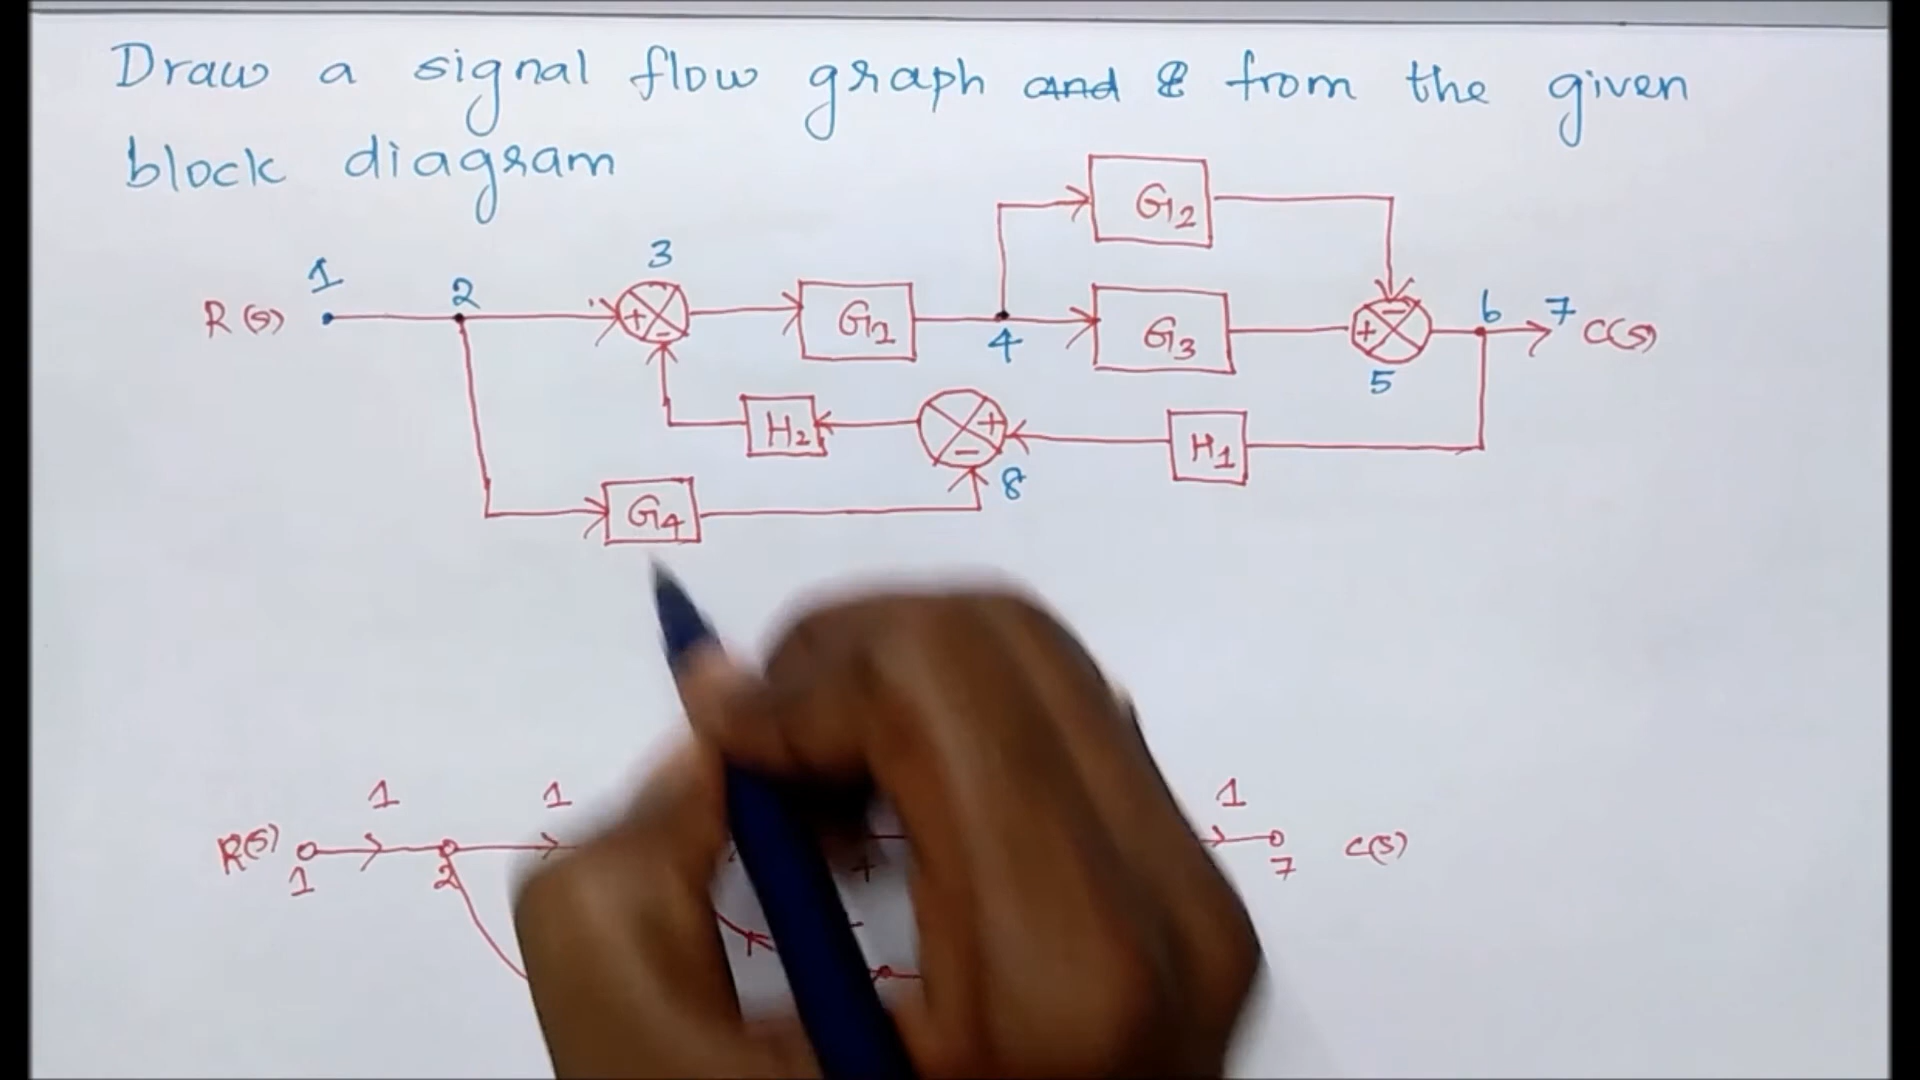 Draw a signal flow graph and & from the given
block diagram
G2
3
1
2
R(s)
+
-
G2
4
G3
-
+
5
6
7
C(s)
H2
+
-
8
H1
G4
1
1
1
R(s)
1
2
+
7
C(s)